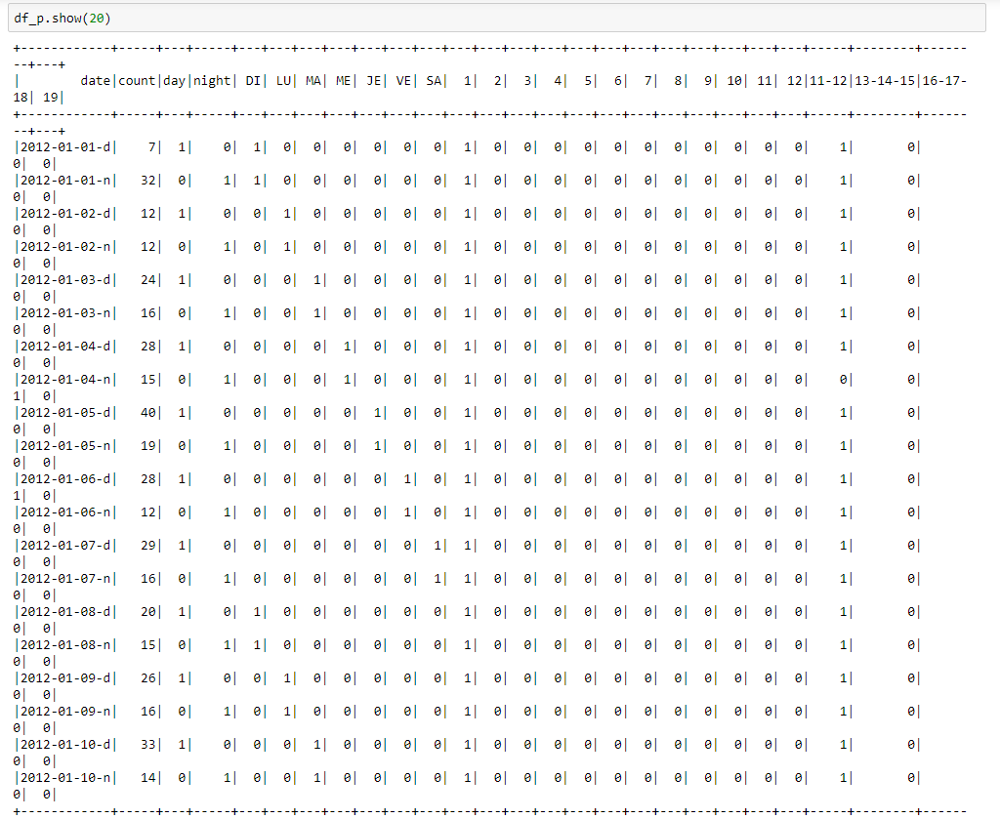 df_p.show(20)
+------------+-----+---+-----+---+---+---+---+---+---+---+---+---+---+---+---+---+---+---+---+---+---+---+-----+--------+------
--+---+
|        date|count|day|night| DI| LU| MA| ME| JE| VE| SA|  1|  2|  3|  4|  5|  6|  7|  8|  9| 10| 11| 12|11-12|13-14-15|16-17-
18| 19|
+------------+-----+---+-----+---+---+---+---+---+---+---+---+---+---+---+---+---+---+---+---+---+---+---+-----+--------+------
--+---+
|2012-01-01-d|    7|  1|    0|  1|  0|  0|  0|  0|  0|  0|  1|  0|  0|  0|  0|  0|  0|  0|  0|  0|  0|  0|    1|       0|
0|  0|
|2012-01-01-n|   32|  0|    1|  1|  0|  0|  0|  0|  0|  0|  1|  0|  0|  0|  0|  0|  0|  0|  0|  0|  0|  0|    1|       0|
0|  0|
|2012-01-02-d|   12|  1|    0|  0|  1|  0|  0|  0|  0|  0|  1|  0|  0|  0|  0|  0|  0|  0|  0|  0|  0|  0|    1|       0|
0|  0|
|2012-01-02-n|   12|  0|    1|  0|  1|  0|  0|  0|  0|  0|  1|  0|  0|  0|  0|  0|  0|  0|  0|  0|  0|  0|    1|       0|
0|  0|
|2012-01-03-d|   24|  1|    0|  0|  0|  1|  0|  0|  0|  0|  1|  0|  0|  0|  0|  0|  0|  0|  0|  0|  0|  0|    1|       0|
0|  0|
|2012-01-03-n|   16|  0|    1|  0|  0|  1|  0|  0|  0|  0|  1|  0|  0|  0|  0|  0|  0|  0|  0|  0|  0|  0|    1|       0|
0|  0|
|2012-01-04-d|   28|  1|    0|  0|  0|  0|  1|  0|  0|  0|  1|  0|  0|  0|  0|  0|  0|  0|  0|  0|  0|  0|    1|       0|
0|  0|
|2012-01-04-n|   15|  0|    1|  0|  0|  0|  1|  0|  0|  0|  1|  0|  0|  0|  0|  0|  0|  0|  0|  0|  0|  0|    0|       0|
1|  0|
|2012-01-05-d|   40|  1|    0|  0|  0|  0|  0|  1|  0|  0|  1|  0|  0|  0|  0|  0|  0|  0|  0|  0|  0|  0|    1|       0|
0|  0|
|2012-01-05-n|   19|  0|    1|  0|  0|  0|  0|  1|  0|  0|  1|  0|  0|  0|  0|  0|  0|  0|  0|  0|  0|  0|    1|       0|
0|  0|
|2012-01-06-d|   28|  1|    0|  0|  0|  0|  0|  0|  1|  0|  1|  0|  0|  0|  0|  0|  0|  0|  0|  0|  0|  0|    1|       0|
1|  0|
|2012-01-06-n|   12|  0|    1|  0|  0|  0|  0|  0|  1|  0|  1|  0|  0|  0|  0|  0|  0|  0|  0|  0|  0|  0|    1|       0|
0|  0|
|2012-01-07-d|   29|  1|    0|  0|  0|  0|  0|  0|  0|  1|  1|  0|  0|  0|  0|  0|  0|  0|  0|  0|  0|  0|    1|       0|
0|  0|
|2012-01-07-n|   16|  0|    1|  0|  0|  0|  0|  0|  0|  1|  1|  0|  0|  0|  0|  0|  0|  0|  0|  0|  0|  0|    1|       0|
0|  0|
|2012-01-08-d|   20|  1|    0|  1|  0|  0|  0|  0|  0|  0|  1|  0|  0|  0|  0|  0|  0|  0|  0|  0|  0|  0|    1|       0|
0|  0|
|2012-01-08-n|   15|  0|    1|  1|  0|  0|  0|  0|  0|  0|  1|  0|  0|  0|  0|  0|  0|  0|  0|  0|  0|  0|    1|       0|
0|  0|
|2012-01-09-d|   26|  1|    0|  0|  1|  0|  0|  0|  0|  0|  1|  0|  0|  0|  0|  0|  0|  0|  0|  0|  0|  0|    1|       0|
0|  0|
|2012-01-09-n|   16|  0|    1|  0|  1|  0|  0|  0|  0|  0|  1|  0|  0|  0|  0|  0|  0|  0|  0|  0|  0|  0|    1|       0|
0|  0|
|2012-01-10-d|   33|  1|    0|  0|  0|  1|  0|  0|  0|  0|  1|  0|  0|  0|  0|  0|  0|  0|  0|  0|  0|  0|    1|       0|
0|  0|
|2012-01-10-n|   14|  0|    1|  0|  0|  1|  0|  0|  0|  0|  1|  0|  0|  0|  0|  0|  0|  0|  0|  0|  0|  0|    1|       0|
0|  0|
+------------+-----+---+-----+---+---+---+---+---+---+---+---+---+---+---+---+---+---+---+---+---+---+---+-----+--------+------